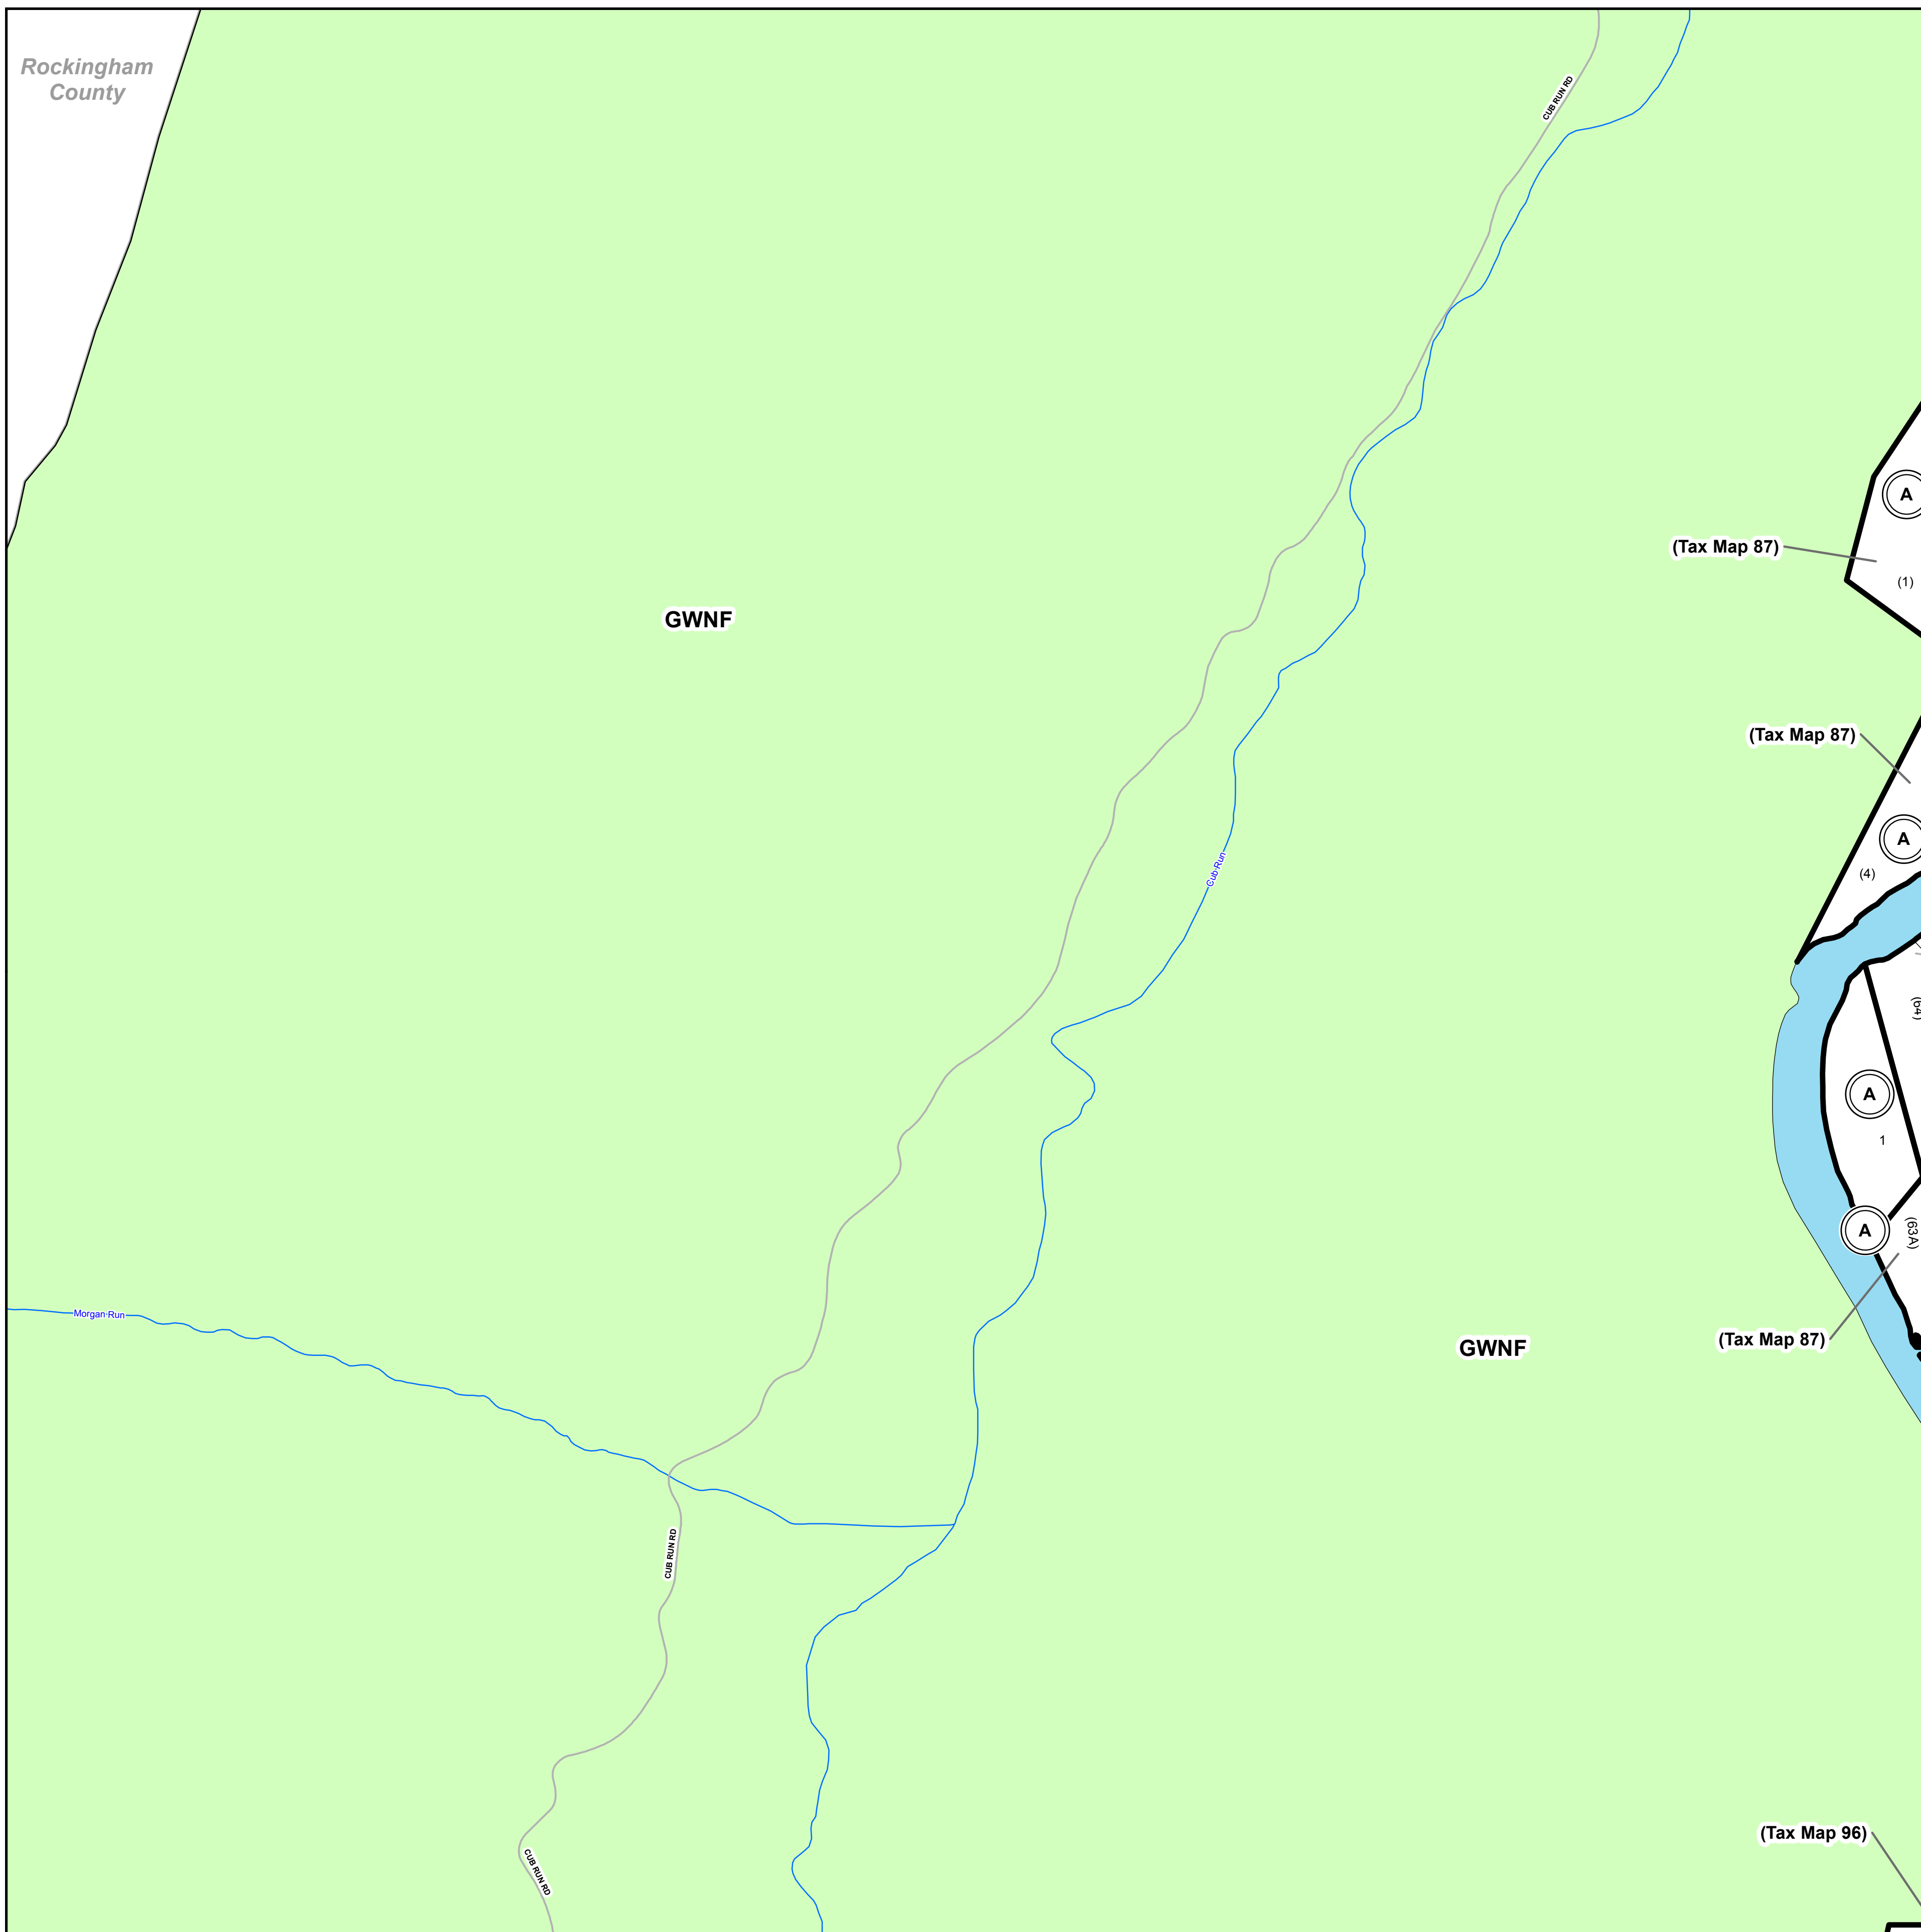 Rockingham
County
CUB RUN RD
A
(Tax Map 87)
(1)
GWNF
(Tax Map 87)
A
Cub Run
(4)
(64)
A
1
A
(63A)
Morgan Run
(Tax Map 87)
GWNF
CUB RUN RD
(Tax Map 96)
CUB RUN RD